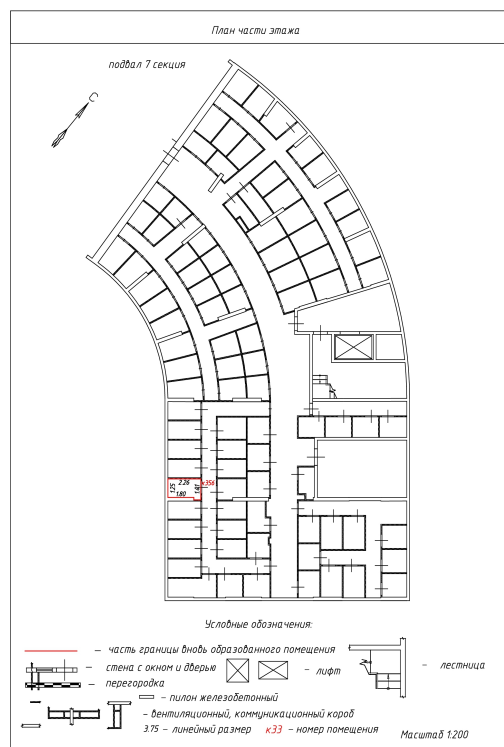 План части этажа
подвал 7 секция
С
2.26
к356
1.25
1.41
1.80
Условные обозначения:
– часть границы вновь образованного помещения
– стена с окном и дверью
– лифт
– лестница
– перегородка
– пилон железобетонный
– вентиляционный, коммуникационный короб
3.75 – линейный размер
к33 – номер помещения
Масштаб 1:200